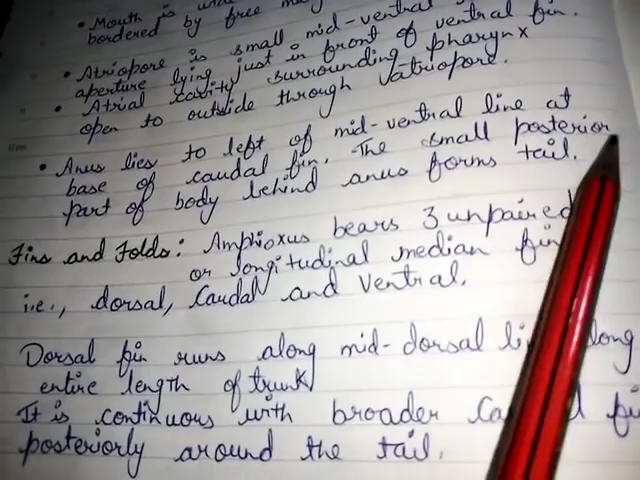 • Mouth is
bordered by free
• Atriopore is small mid-ventral
aperture lying just in front of ventral fin.
• Atrial cavity surrounding pharynx
open to outside through atriopore.
• Anus lies to left of mid-ventral line at
base of caudal fin. The small posterior
part of body behind anus forms tail.
Fins and Folds: Amphioxus bears 3 unpaired
or longitudinal median fin
i.e., dorsal, Caudal and Ventral.
Dorsal fin runs along mid-dorsal li along
entire length of trunk
It is continuous with broader Ca fi
posteriorly around the tail.